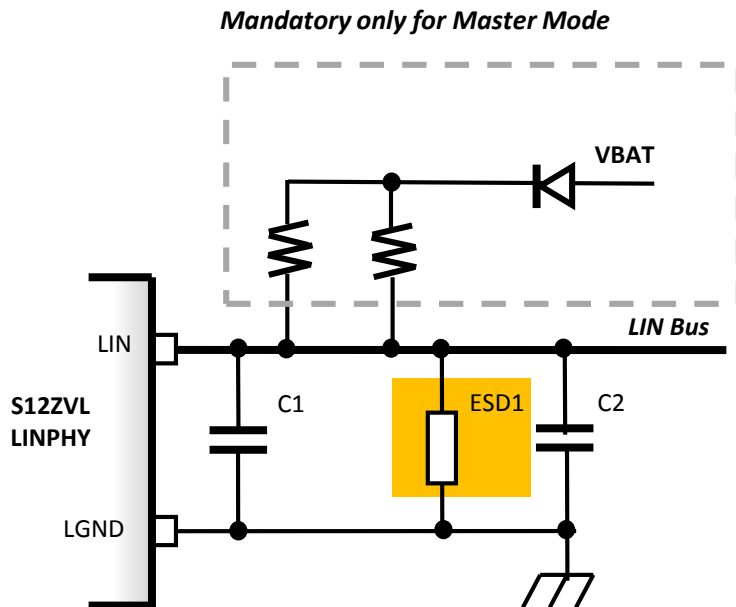 Mandatory only for Master Mode
VBAT
LIN Bus
LIN
C1
ESD1
C2
S12ZVL
LINPHY
LGND